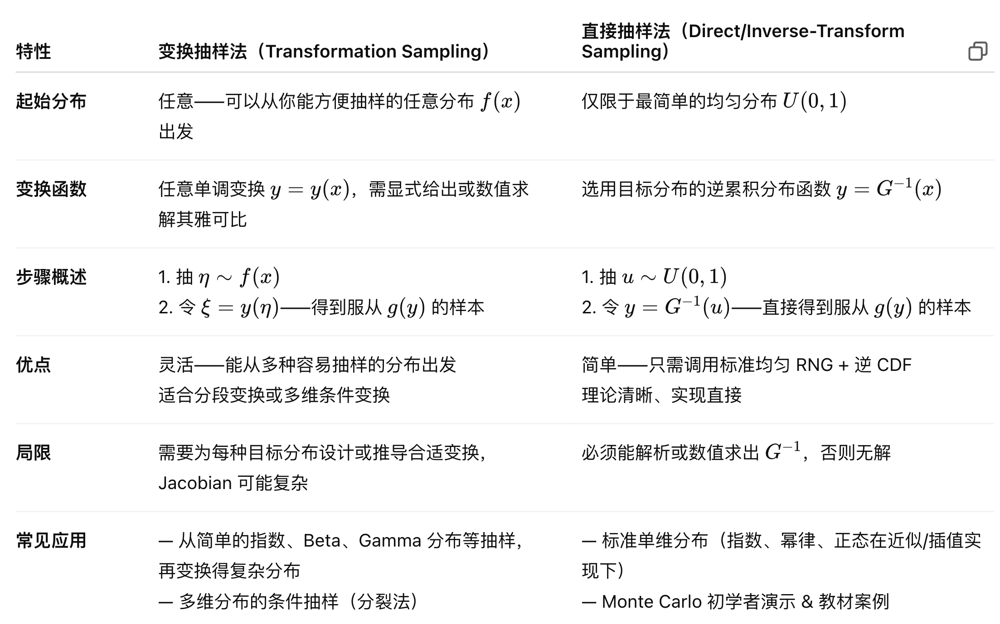 特性
变换抽样法（Transformation Sampling）
直接抽样法（Direct/Inverse-Transform
Sampling）
起始分布
任意——可以从你能方便抽样的任意分布 f(x)
出发
仅限于最简单的均匀分布 U(0, 1)
变换函数
任意单调变换 y = y(x)，需显式给出或数值求
解其雅可比
选用目标分布的逆累积分布函数 y = G⁻¹(x)
步骤概述
1. 抽 η ∼ f(x)
2. 令 ξ = y(η)——得到服从 g(y) 的样本
1. 抽 u ∼ U(0, 1)
2. 令 y = G⁻¹(u)——直接得到服从 g(y) 的样本
优点
灵活——能从多种容易抽样的分布出发
适合分段变换或多维条件变换
简单——只需调用标准均匀 RNG + 逆 CDF
理论清晰、实现直接
局限
需要为每种目标分布设计或推导合适变换，
Jacobian 可能复杂
必须能解析或数值求出 G⁻¹，否则无解
常见应用
— 从简单的指数、Beta、Gamma 分布等抽样，
再变换得复杂分布
— 多维分布的条件抽样（分裂法）
— 标准单维分布（指数、幂律、正态在近似/插值实
现下）
— Monte Carlo 初学者演示 & 教材案例